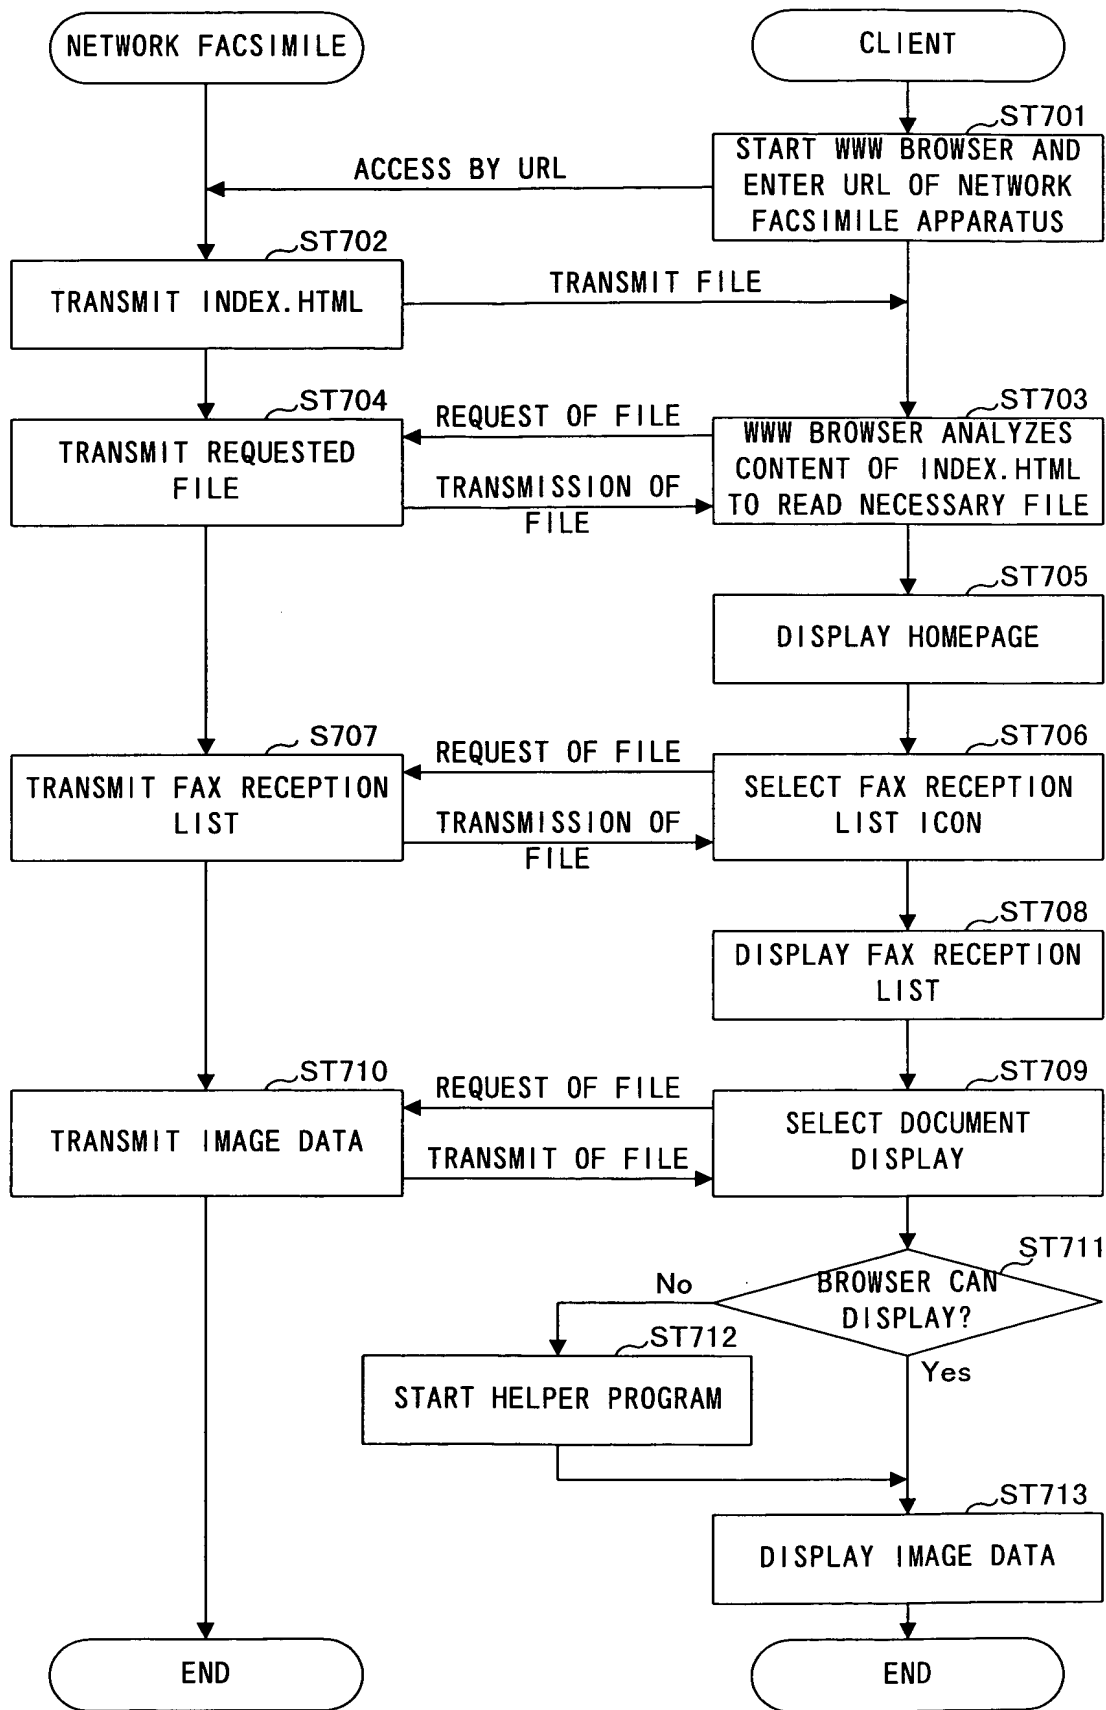 NETWORK FACSIMILE
CLIENT
ST701
START WWW BROWSER AND
ENTER URL OF NETWORK
FACSIMILE APPARATUS
ACCESS BY URL
ST702
TRANSMIT INDEX.HTML
TRANSMIT FILE
ST704
TRANSMIT REQUESTED
FILE
REQUEST OF FILE
TRANSMISSION OF
FILE
ST703
WWW BROWSER ANALYZES
CONTENT OF INDEX.HTML
TO READ NECESSARY FILE
ST705
DISPLAY HOMEPAGE
S707
TRANSMIT FAX RECEPTION
LIST
REQUEST OF FILE
TRANSMISSION OF
FILE
ST706
SELECT FAX RECEPTION
LIST ICON
ST708
DISPLAY FAX RECEPTION
LIST
ST710
TRANSMIT IMAGE DATA
REQUEST OF FILE
TRANSMIT OF FILE
ST709
SELECT DOCUMENT
DISPLAY
ST711
BROWSER CAN
DISPLAY?
No
Yes
ST712
START HELPER PROGRAM
ST713
DISPLAY IMAGE DATA
END
END